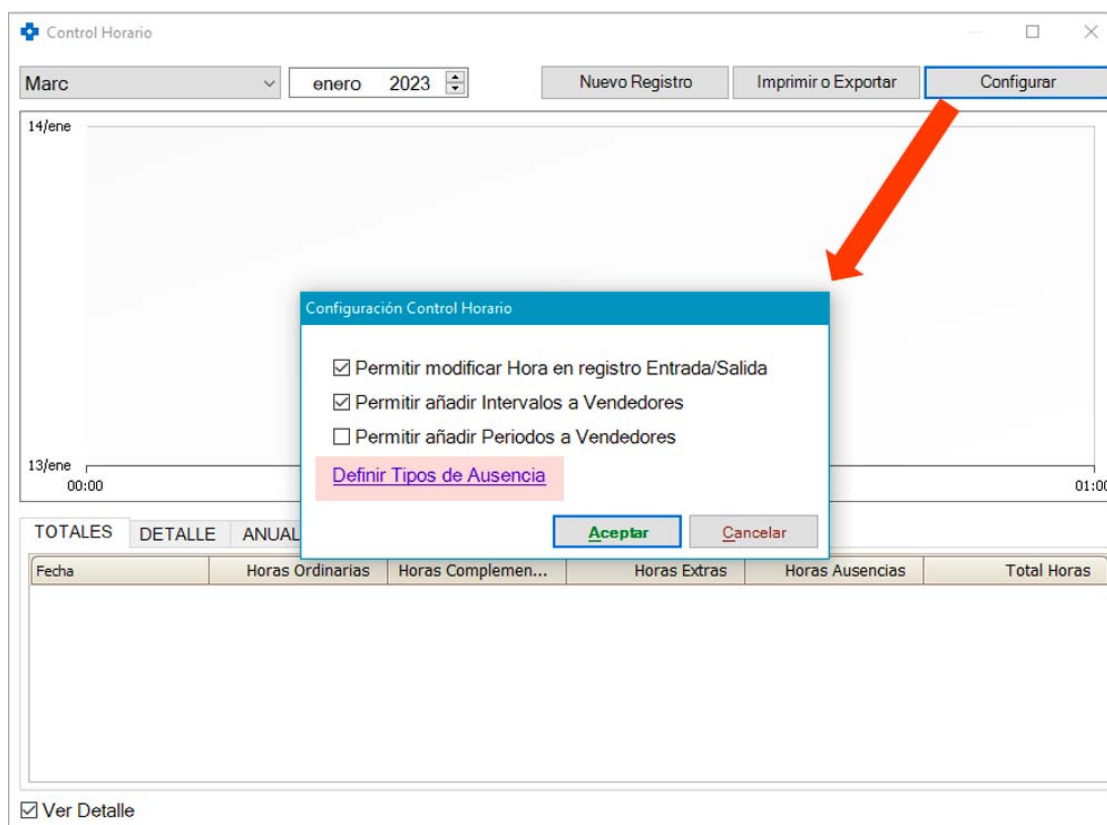 Control Horario
Marc
enero 2023
Nuevo Registro
Imprimir o Exportar
Configurar
14/ene
Configuración Control Horario
Permitir modificar Hora en registro Entrada/Salida
Permitir añadir Intervalos a Vendedores
Permitir añadir Periodos a Vendedores
Definir Tipos de Ausencia
Aceptar
Cancelar
13/ene
00:00
01:00
TOTALES
DETALLE
ANUAL
Fecha
Horas Ordinarias
Horas Complemen...
Horas Extras
Horas Ausencias
Total Horas
Ver Detalle